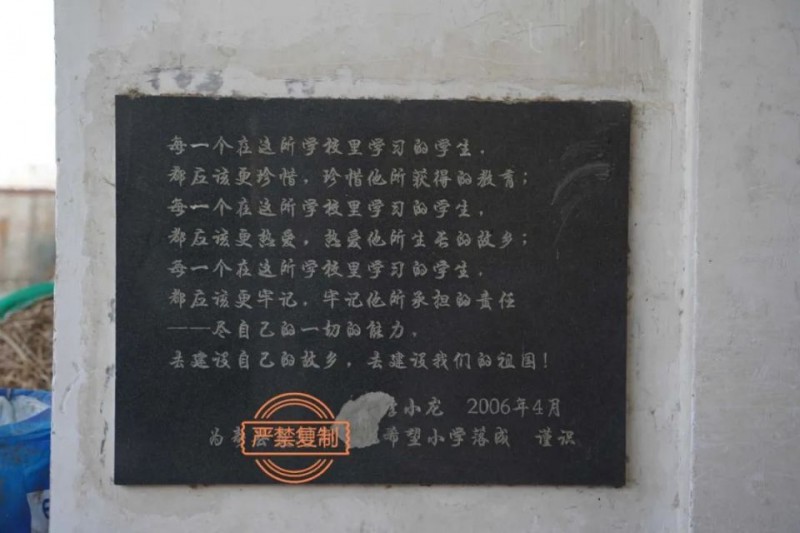 每一个在这所学校里学习的学生，
都应该更珍惜，珍惜他所获得的教育；
每一个在这所学校里学习的学生，
都应该更热爱，热爱他所生长的故乡；
每一个在这所学校里学习的学生，
都应该更牢记，牢记他所承担的责任
——尽自己的一切的能力，
去建设自己的故乡，去建设我们的祖国！
小龙 2006年4月
为 希望小学落成 谨识
严禁复制